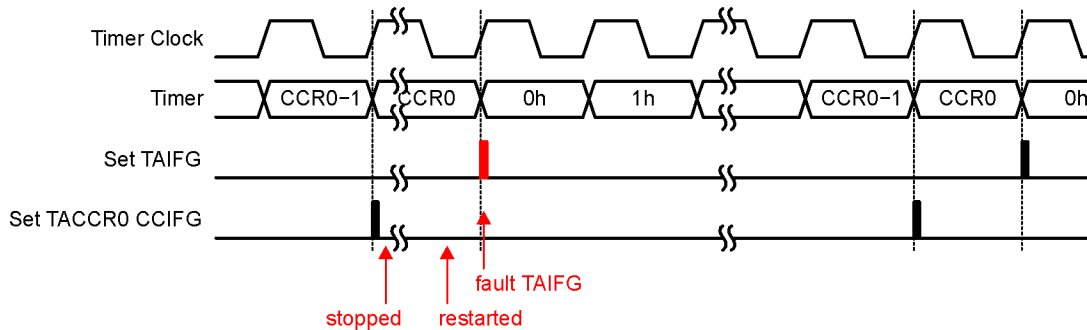 Timer Clock
Timer CCR0−1 CCR0 0h 1h CCR0−1 CCR0 0h
Set TAIFG
Set TACCR0 CCIFG
fault TAIFG
stopped restarted